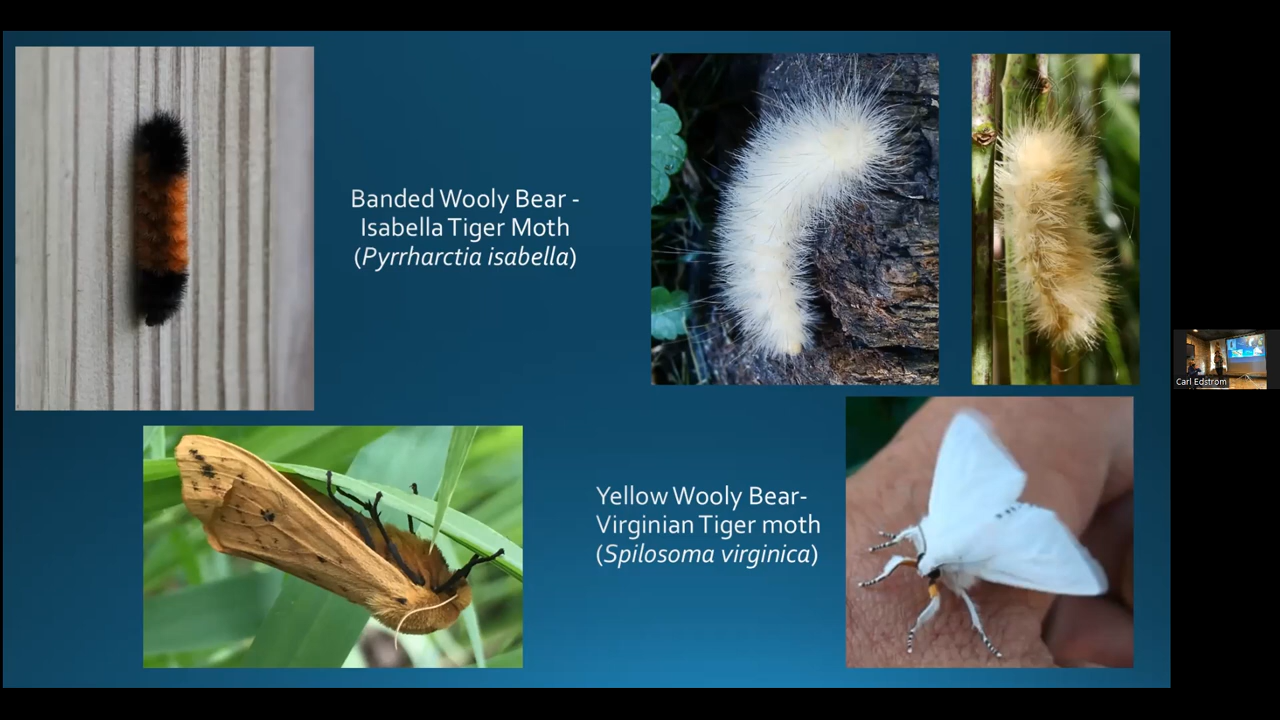 Banded Wooly Bear -
Isabella Tiger Moth
(Pyrrharctia isabella)
Yellow Wooly Bear-
Virginian Tiger moth
(Spilosoma virginica)
Carl Edstrom